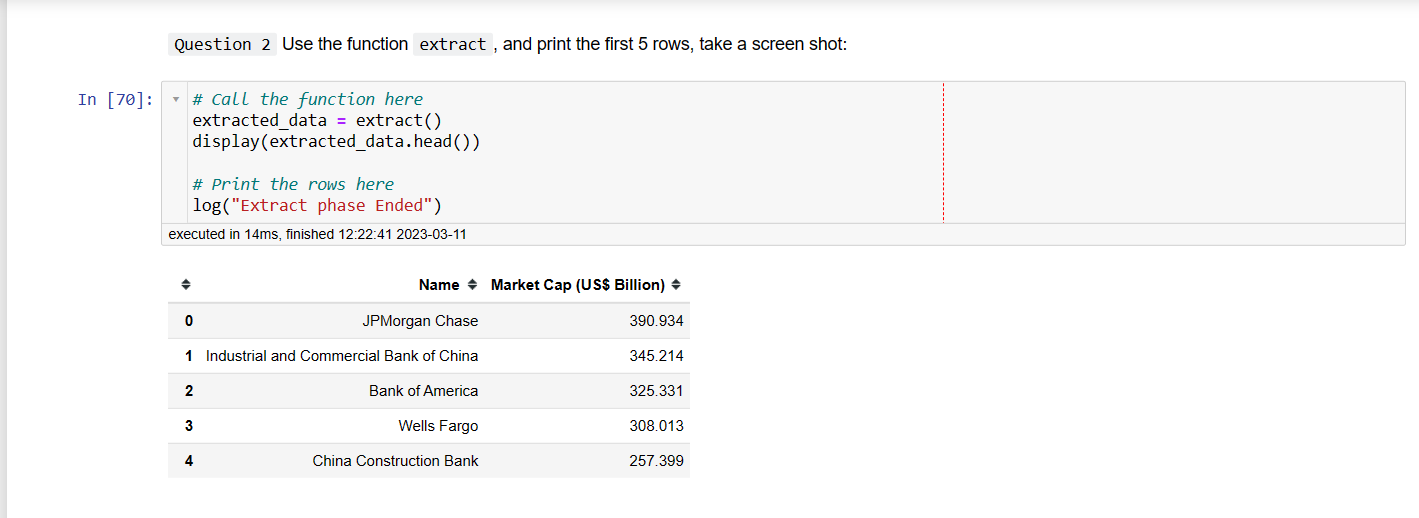 Question 2 Use the function extract , and print the first 5 rows, take a screen shot:
In [70]:
# Call the function here
extracted_data = extract()
display(extracted_data.head())
# Print the rows here
log("Extract phase Ended")
executed in 14ms, finished 12:22:41 2023-03-11
Name Market Cap (US$ Billion)
0 JPMorgan Chase 390.934
1 Industrial and Commercial Bank of China 345.214
2 Bank of America 325.331
3 Wells Fargo 308.013
4 China Construction Bank 257.399